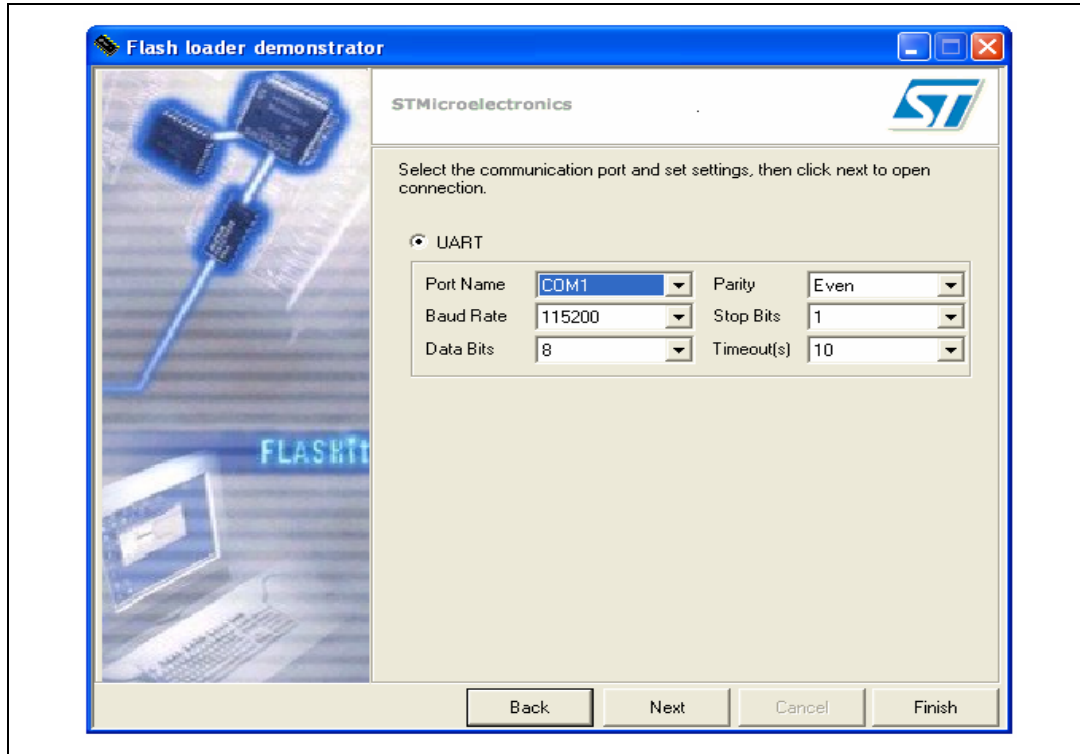 Flash loader demonstrator
STMicroelectronics
ST
Select the communication port and set settings, then click next to open
connection.
UART
Port Name COM1 Parity Even
Baud Rate 115200 Stop Bits 1
Data Bits 8 Timeout(s) 10
Back Next Cancel Finish